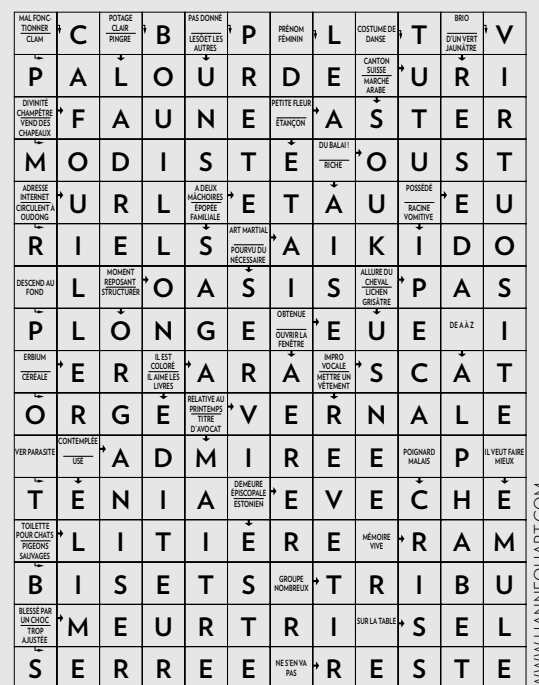 MAL FONC-
TIONNER
CLAM
C
POTAGE
CLAIR
PINGRE
B
PAS DONNÉ
LES ET LES
AUTRES
P
PRÉNOM
FÉMININ
L
COSTUME DE
DANSE
T
BRIO
D'UN VERT
JAUNÂTRE
V
P A L O U R D E
CANTON
SUISSE
MARCHÉ
ARABE
U R I
DIVINITÉ
CHAMPÊTRE
VEND DES
CHAPEAUX
F A U N E
PETITE FLEUR
ÉTANÇON
A S T E R
M O D I S T E
DU BALAI !
RICHE
O U S T
ADRESSE
INTERNET
CIRCULENT À
OUDONG
U R L
A DEUX
MÂCHOIRES
ÉPOPÉE
FAMILIALE
E T A U
POSSÉDÉ
RACINE
VOMITIVE
E U
R I E L S
ART MARTIAL
POURVU DU
NÉCESSAIRE
A I K I D O
DESCEND AU
FOND
L
MOMENT
REPOSANT
STRUCTURER
O A S I S
ALLURE DU
CHEVAL
LICHEN
GRISÂTRE
P A S
P L O N G E
OBTENUE
OUVRIR LA
FENÊTRE
E U E
DE A À Z
I
ERBIUM
CÉRÉALE
E R
IL EST
COLORÉ
IL AIME LES
LIVRES
A R A
IMPRO
VOCALE
METTRE UN
VÊTEMENT
S C A T
O R G E
RELATIVE AU
PRINTEMPS
TITRE
D'AVOCAT
V E R N A L E
VER PARASITE
CONTEMPLÉE
USÉ
A D M I R E E
POIGNARD
MALAIS
P
IL VEUT FAIRE
MIEUX
T E N I A
DEMEURE
ÉPISCOPALE
ESTONIEN
E V E C H E
TOILETTE
POUR CHATS
PIGEONS
SAUVAGES
L I T I E R E
MÉMOIRE
VIVE
R A M
B I S E T S
GROUPE
NOMBREUX
T R I B U
BLESSÉ PAR
UN CHOC
TROP
AJUSTÉE
M E U R T R I
SUR LA TABLE
S E L
S E R R E E
NE S'EN VA
PAS
R E S T E
WWW.HANNEQUART.COM